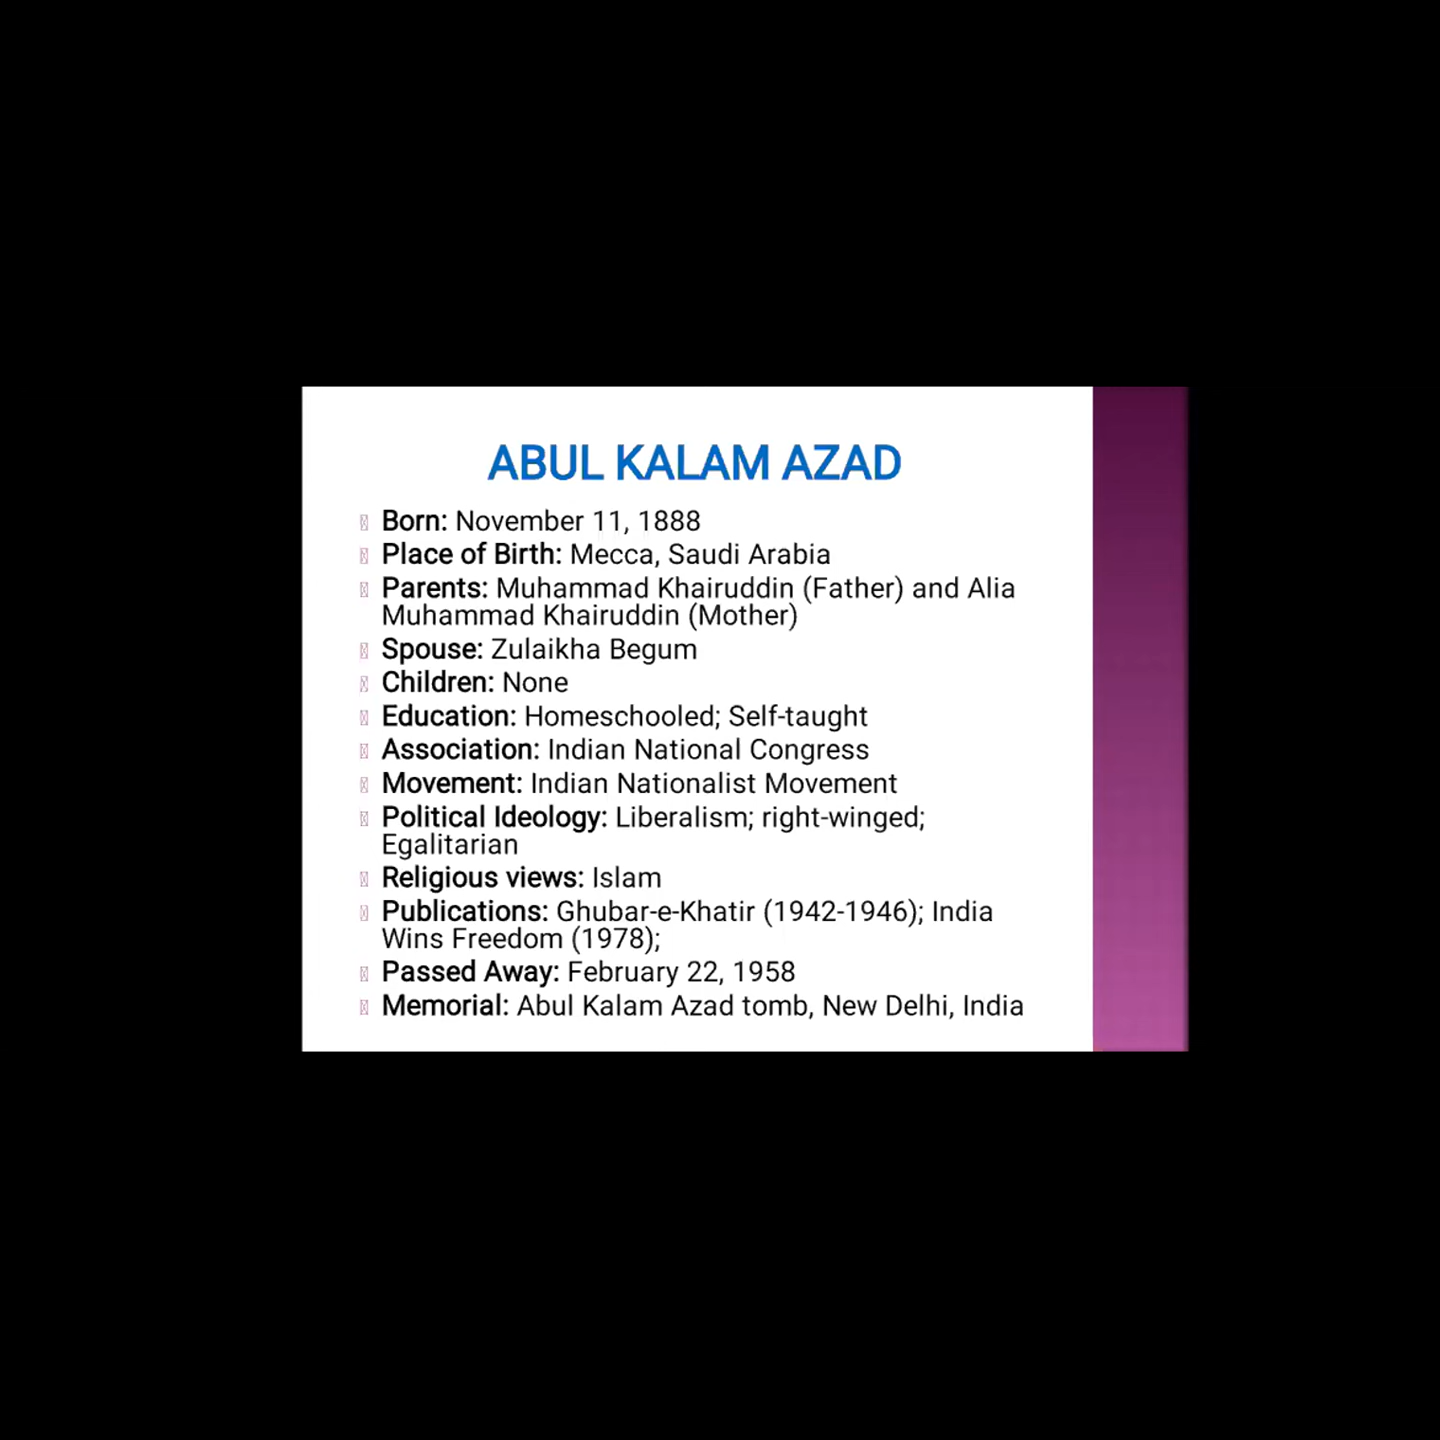 ABUL KALAM AZAD
Born: November 11, 1888
Place of Birth: Mecca, Saudi Arabia
Parents: Muhammad Khairuddin (Father) and Alia
Muhammad Khairuddin (Mother)
Spouse: Zulaikha Begum
Children: None
Education: Homeschooled; Self-taught
Association: Indian National Congress
Movement: Indian Nationalist Movement
Political Ideology: Liberalism; right-winged;
Egalitarian
Religious views: Islam
Publications: Ghubar-e-Khatir (1942-1946); India
Wins Freedom (1978);
Passed Away: February 22, 1958
Memorial: Abul Kalam Azad tomb, New Delhi, India